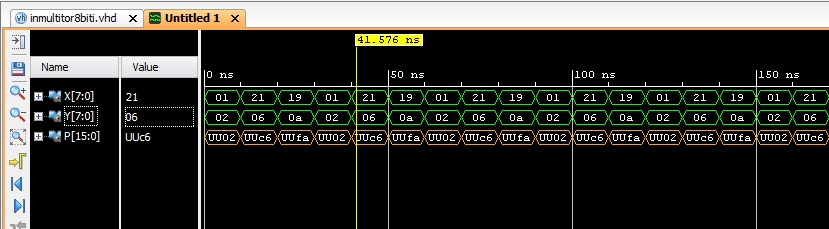 inmultitor8biti.vhd × Untitled 1 ×
41.576 ns
Name Value 0 ns 50 ns 100 ns 150 ns
X[7:0] 21 01 21 19 01 21 19 01 21 19 01 21 19 01 21 19 01 21
Y[7:0] 06 02 06 0a 02 06 0a 02 06 0a 02 06 0a 02 06 0a 02 06
P[15:0] UUc6 UU02 UUc6 UUfa UU02 UUc6 UUfa UU02 UUc6 UUfa UU02 UUc6 UUfa UU02 UUc6 UUfa UU02 UUc6